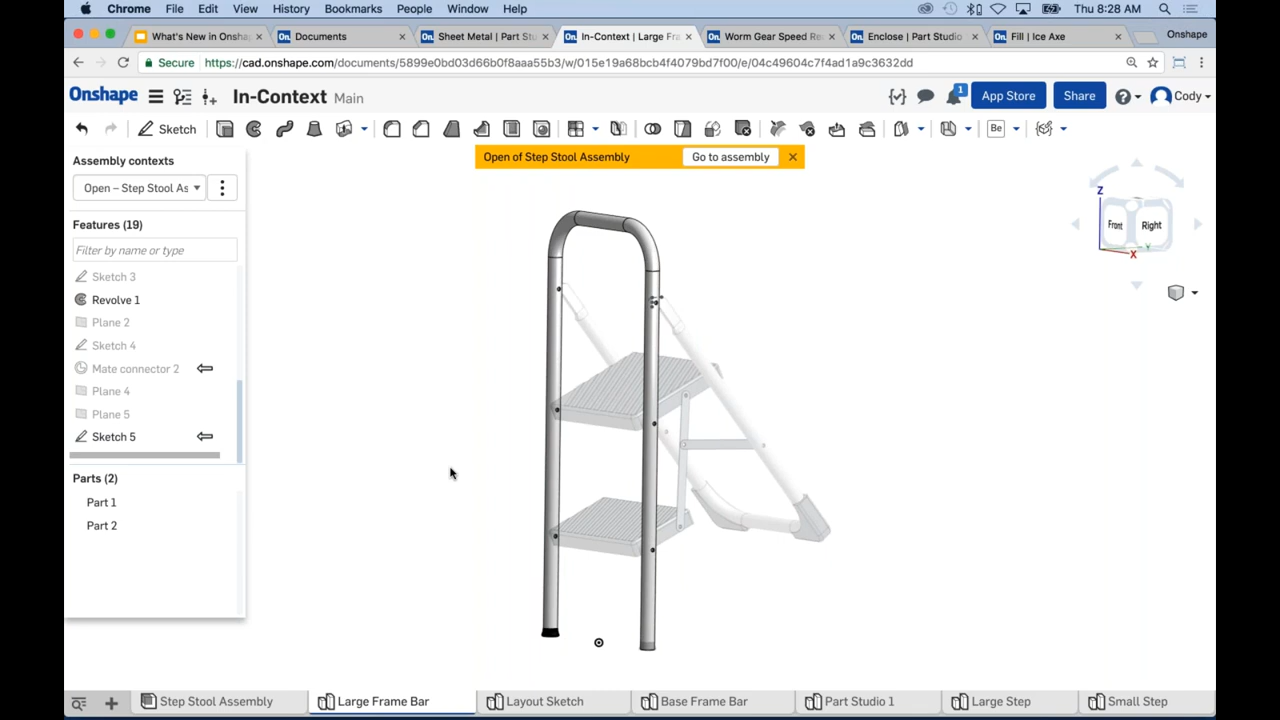 Chrome File Edit View History Bookmarks People Window Help Thu 8:28 AM
What's New in Onsha Documents Sheet Metal | Part Stu In-Context | Large Fra Worm Gear Speed Re Enclose | Part Studio Fill | Ice Axe Onshape
Secure https://cad.onshape.com/documents/5899e0bd03d66b0f8aaa55b3/w/015e19a68bcb4f4079bd7f00/e/04c49604c7f4ad1a9c3632dd
Onshape In-Context Main 1 App Store Share Cody
Sketch Be
Assembly contexts
Open of Step Stool Assembly Go to assembly
Open – Step Stool As
Features (19)
Filter by name or type
Sketch 3
Revolve 1
Plane 2
Sketch 4
Mate connector 2
Plane 4
Plane 5
Sketch 5
Parts (2)
Part 1
Part 2
Z
Front Right
Y
X
Step Stool Assembly Large Frame Bar Layout Sketch Base Frame Bar Part Studio 1 Large Step Small Step